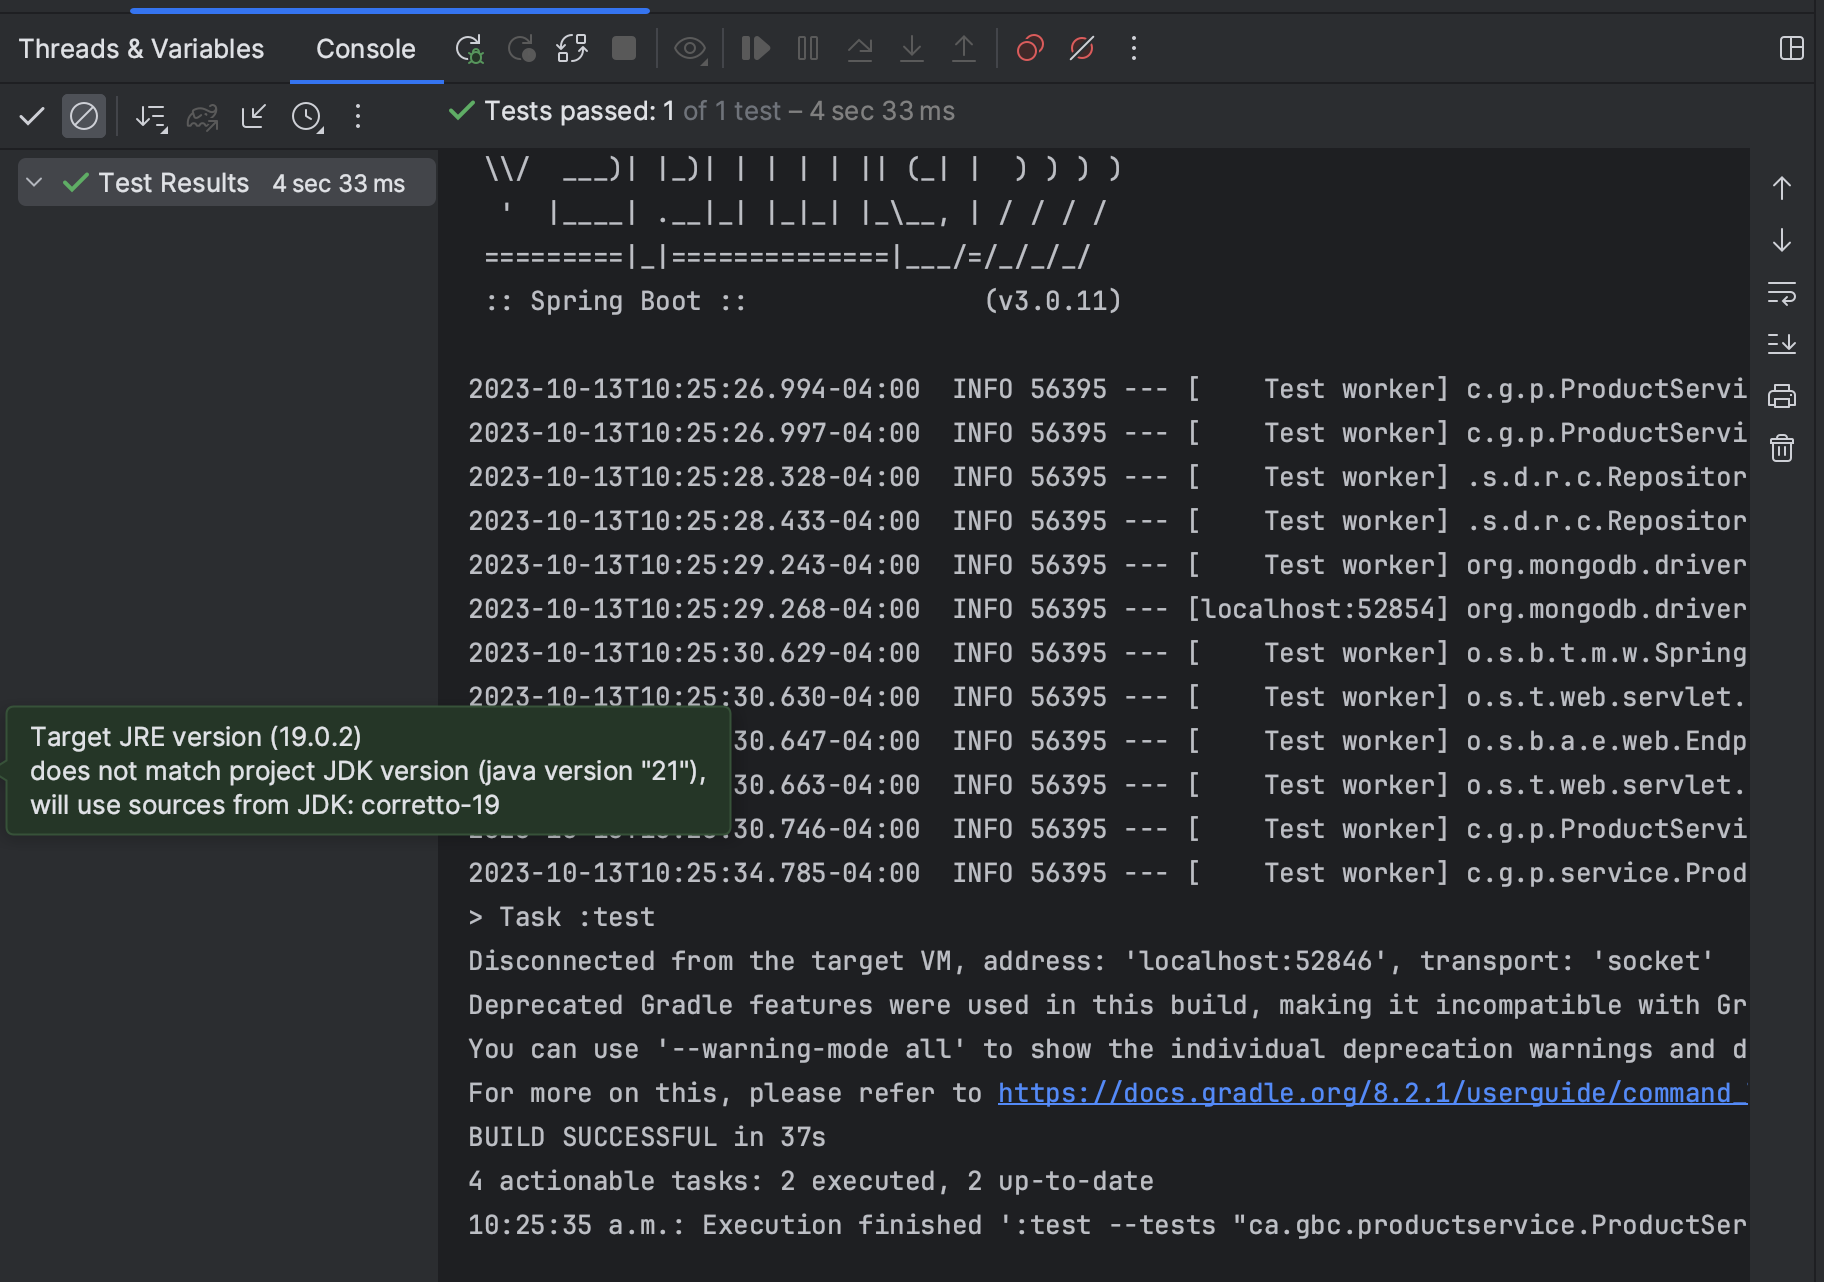 Threads & Variables Console
Tests passed: 1 of 1 test – 4 sec 33 ms
Test Results 4 sec 33 ms
\\/  ___)| |_)| | | | | || (_| |  ) ) ) )
'  |____| .__|_| |_|_| |_\__, | / / / /
=========|_|==============|___/=/_/_/_/
:: Spring Boot ::                (v3.0.11)
2023-10-13T10:25:26.994-04:00  INFO 56395 --- [    Test worker] c.g.p.ProductServi
2023-10-13T10:25:26.997-04:00  INFO 56395 --- [    Test worker] c.g.p.ProductServi
2023-10-13T10:25:28.328-04:00  INFO 56395 --- [    Test worker] .s.d.r.c.Repositor
2023-10-13T10:25:28.433-04:00  INFO 56395 --- [    Test worker] .s.d.r.c.Repositor
2023-10-13T10:25:29.243-04:00  INFO 56395 --- [    Test worker] org.mongodb.driver
2023-10-13T10:25:29.268-04:00  INFO 56395 --- [localhost:52854] org.mongodb.driver
2023-10-13T10:25:30.629-04:00  INFO 56395 --- [    Test worker] o.s.b.t.m.w.Spring
2023-10-13T10:25:30.630-04:00  INFO 56395 --- [    Test worker] o.s.t.web.servlet.
Target JRE version (19.0.2)
does not match project JDK version (java version "21"),
will use sources from JDK: corretto-19
30.647-04:00  INFO 56395 --- [    Test worker] o.s.b.a.e.web.Endp
30.663-04:00  INFO 56395 --- [    Test worker] o.s.t.web.servlet.
30.746-04:00  INFO 56395 --- [    Test worker] c.g.p.ProductServi
2023-10-13T10:25:34.785-04:00  INFO 56395 --- [    Test worker] c.g.p.service.Prod
> Task :test
Disconnected from the target VM, address: 'localhost:52846', transport: 'socket'
Deprecated Gradle features were used in this build, making it incompatible with Gr
You can use '--warning-mode all' to show the individual deprecation warnings and d
For more on this, please refer to https://docs.gradle.org/8.2.1/userguide/command_
BUILD SUCCESSFUL in 37s
4 actionable tasks: 2 executed, 2 up-to-date
10:25:35 a.m.: Execution finished ':test --tests "ca.gbc.productservice.ProductSer